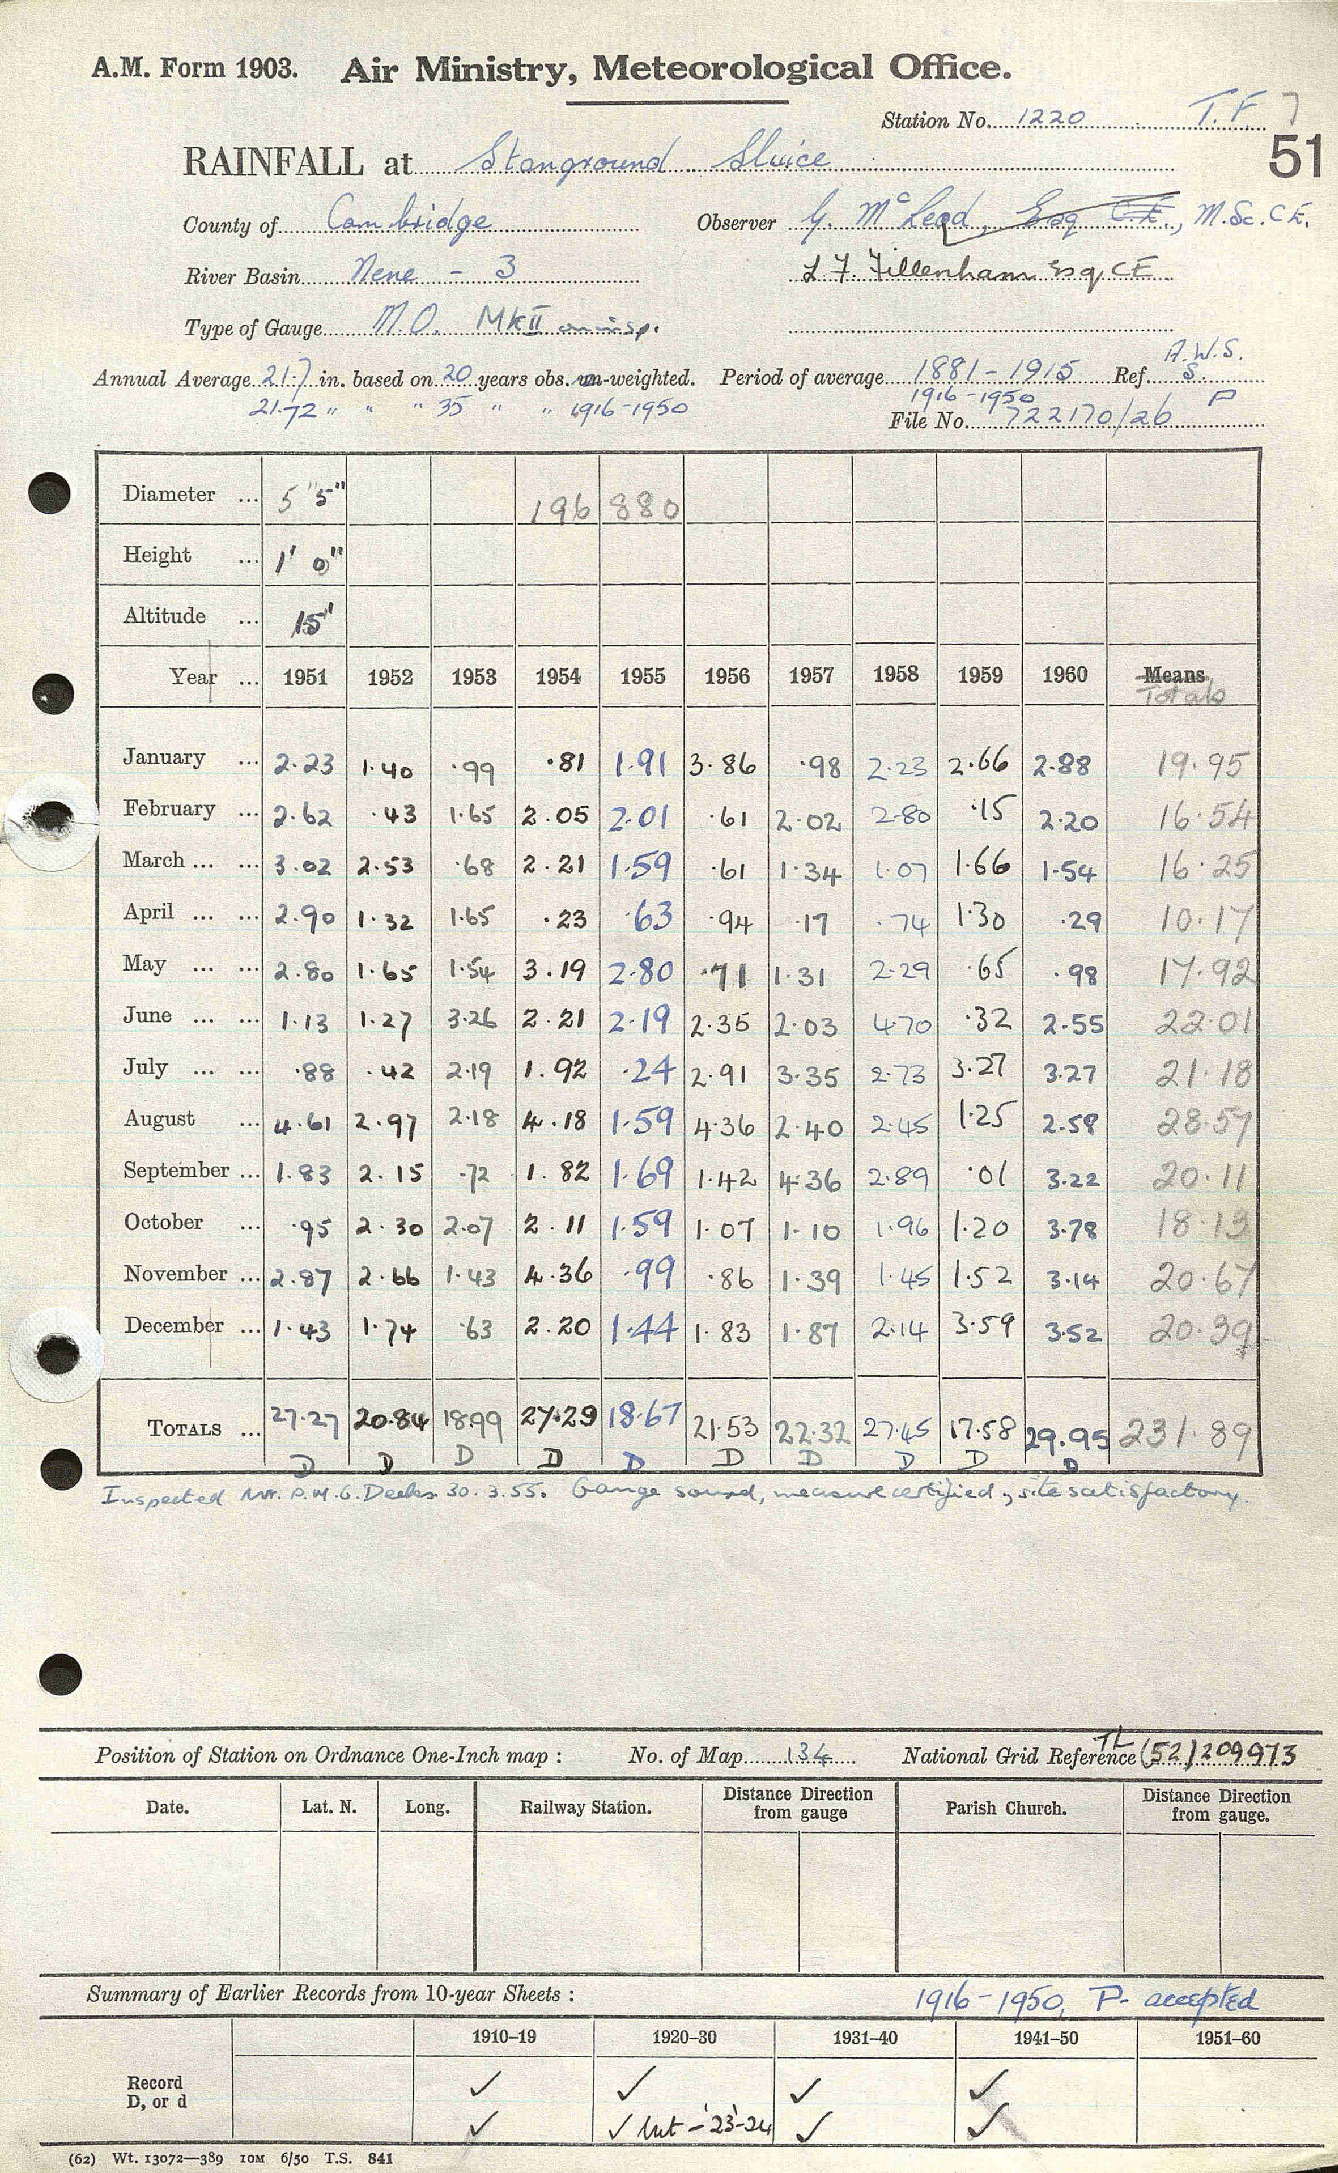 A.M. Form 1903. Air Ministry, Meteorological Office.
Station No. 1220 T.F 7
51
RAINFALL at Stanground Sluice
County of Cambridge Observer G. McLeod, Esq C.E., M.Sc. C.E.
River Basin Nene - 3 L F. Fillenham Esq CE
Type of Gauge M.O. MkII
Annual Average 21.7 in. based on 20 years obs. un-weighted. Period of average 1881-1915 Ref. A.W.S. S.
21.72 " " " 35 " " 1916-1950 1916-1950 P
File No. 722170/26
Diameter ... 5" 5" 196 880
Height ... 1' 0"
Altitude ... 15'
Year ... 1951 1952 1953 1954 1955 1956 1957 1958 1959 1960 Means
Totals
January ... 2.23 1.40 .99 .81 1.91 3.86 .98 2.23 2.66 2.88 19.95
February ... 2.62 .43 1.65 2.05 2.01 .61 2.02 2.80 .15 2.20 16.54
March ... ... 3.02 2.53 .68 2.21 1.59 .61 1.34 1.07 1.66 1.54 16.25
April ... ... 2.90 1.32 1.65 .23 .63 .94 .17 .74 1.30 .29 10.17
May ... ... 2.80 1.65 1.54 3.19 2.80 .71 1.31 2.29 .65 .98 17.92
June ... ... 1.13 1.27 3.26 2.21 2.19 2.35 2.03 4.70 .32 2.55 22.01
July ... ... .88 .42 2.19 1.92 .24 2.91 3.35 2.73 3.27 3.27 21.18
August ... 4.61 2.97 2.18 4.18 1.59 4.36 2.40 2.45 1.25 2.58 28.57
September ... 1.83 2.15 .72 1.82 1.69 1.42 4.36 2.89 .01 3.22 20.11
October ... .95 2.30 2.07 2.11 1.59 1.07 1.10 1.96 1.20 3.78 18.13
November ... 2.87 2.66 1.43 4.36 .99 .86 1.39 1.45 1.52 3.14 20.67
December ... 1.43 1.74 .63 2.20 1.44 1.83 1.87 2.14 3.59 3.52 20.39
TOTALS ... 27.27 20.84 18.99 27.29 18.67 21.53 22.32 27.45 17.58 29.95 231.89
D D D D D D D D D D
Inspected Mr. P.M.G. Deeks 30.3.55. Gauge sound, measure certified, site satisfactory.
Position of Station on Ordnance One-Inch map : No. of Map 134 National Grid Reference TL (52) 209973
Date. Lat. N. Long. Railway Station. Distance Direction from gauge Parish Church. Distance Direction from gauge.
Summary of Earlier Records from 10-year Sheets : 1916-1950, P- accepted
1910-19 1920-30 1931-40 1941-50 1951-60
Record ✓ ✓ ✓ ✓
D, or d ✓ ✓ but -'23-24 ✓ ✓
(62) Wt. 13072—389 10M 6/50 T.S. 841